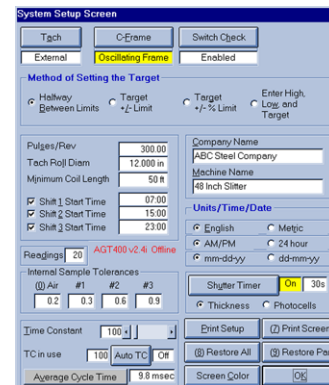 System Setup Screen
Tach C-Frame Switch Check
External Oscillating Frame Enabled
Method of Setting the Target
Halfway Between Limits
Target +/- Limit
Target +/- % Limit
Enter High, Low, and Target
Pulses/Rev 300.00
Tach Roll Diam 12.000 in
Minimum Coil Length 50 ft
Shift 1 Start Time 07:00
Shift 2 Start Time 15:00
Shift 3 Start Time 23:00
Company Name
ABC Steel Company
Machine Name
48 Inch Slitter
Units/Time/Date
English Metric
AM/PM 24 hour
mm-dd-yy dd-mm-yy
Readings 20 AGT400 v2.4i Offline
Internal Sample Tolerances
(0) Air #1 #2 #3
0.2 0.3 0.6 0.9
Shutter Timer On 30s
Thickness Photocells
Time Constant 100
TC in use 100 Auto TC Off
Average Cycle Time 9.8 msec
Print Setup (7) Print Screen
(8) Restore All (9) Restore Par
Screen Color OK